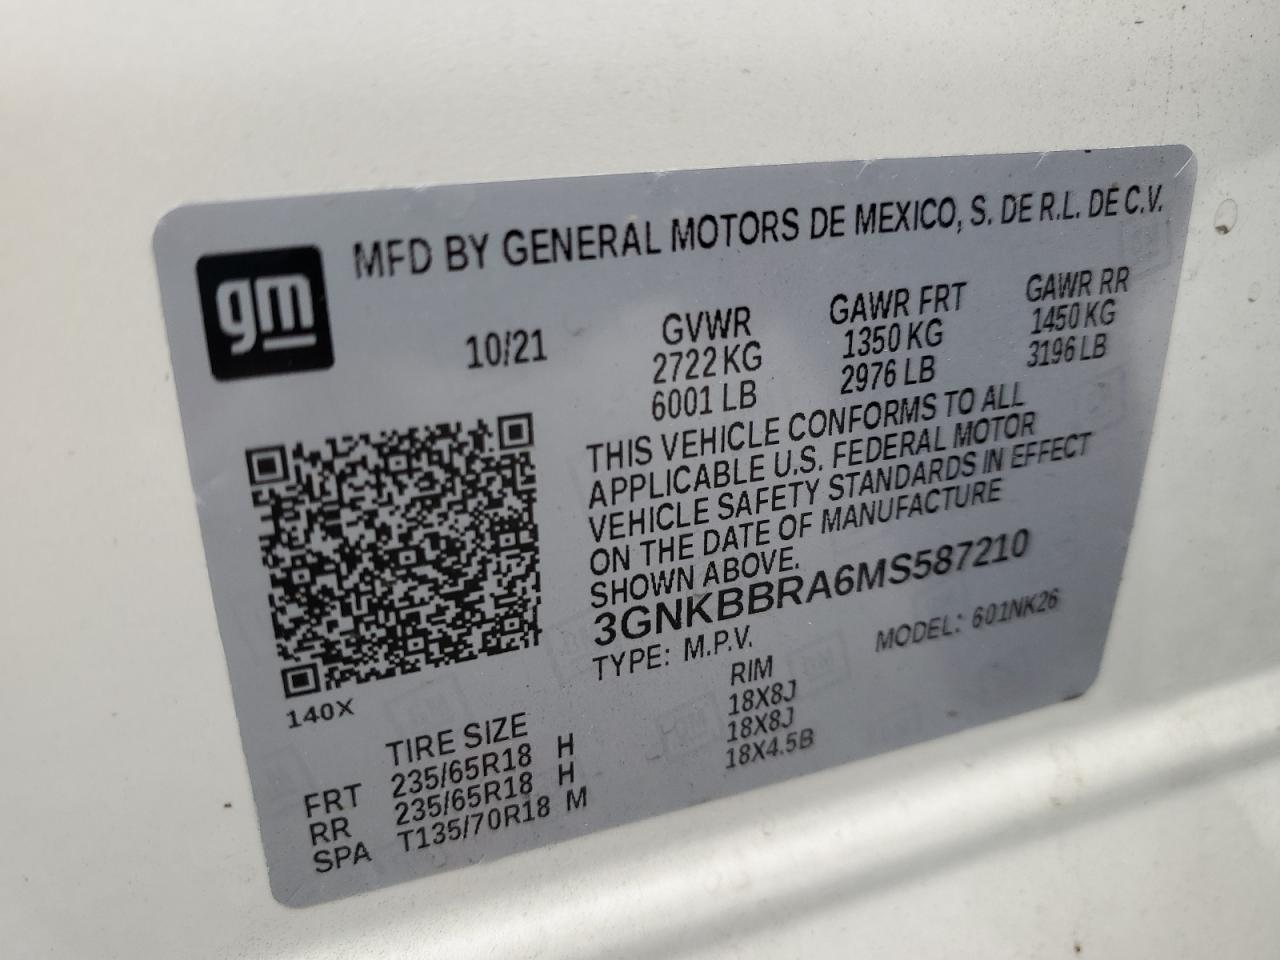 gm
MFD BY GENERAL MOTORS DE MEXICO, S. DE R.L. DE C.V.
10/21
GVWR
2722 KG
6001 LB
GAWR FRT
1350 KG
2976 LB
GAWR RR
1450 KG
3196 LB
THIS VEHICLE CONFORMS TO ALL
APPLICABLE U.S. FEDERAL MOTOR
VEHICLE SAFETY STANDARDS IN EFFECT
ON THE DATE OF MANUFACTURE
SHOWN ABOVE.
3GNKBBRA6MS587210
TYPE: M.P.V. MODEL: 601NK26
140X
TIRE SIZE RIM
FRT 235/65R18 H 18X8J
RR 235/65R18 H 18X8J
SPA T135/70R18 M 18X4.5B